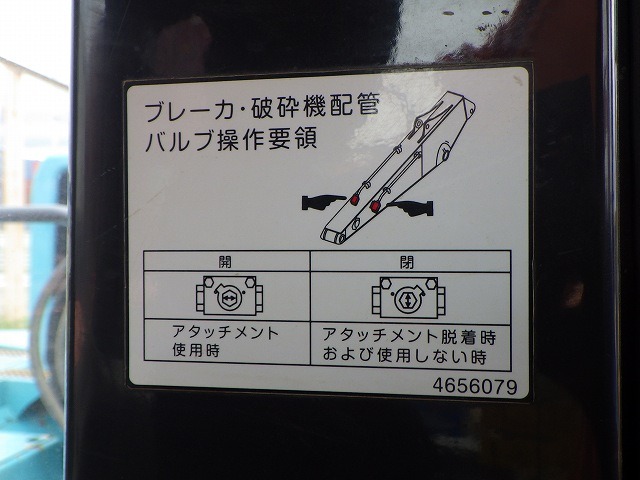 ブレーカ・破砕機配管
バルブ操作要領
開
閉
アタッチメント
使用時
アタッチメント脱着時
および使用しない時
4656079